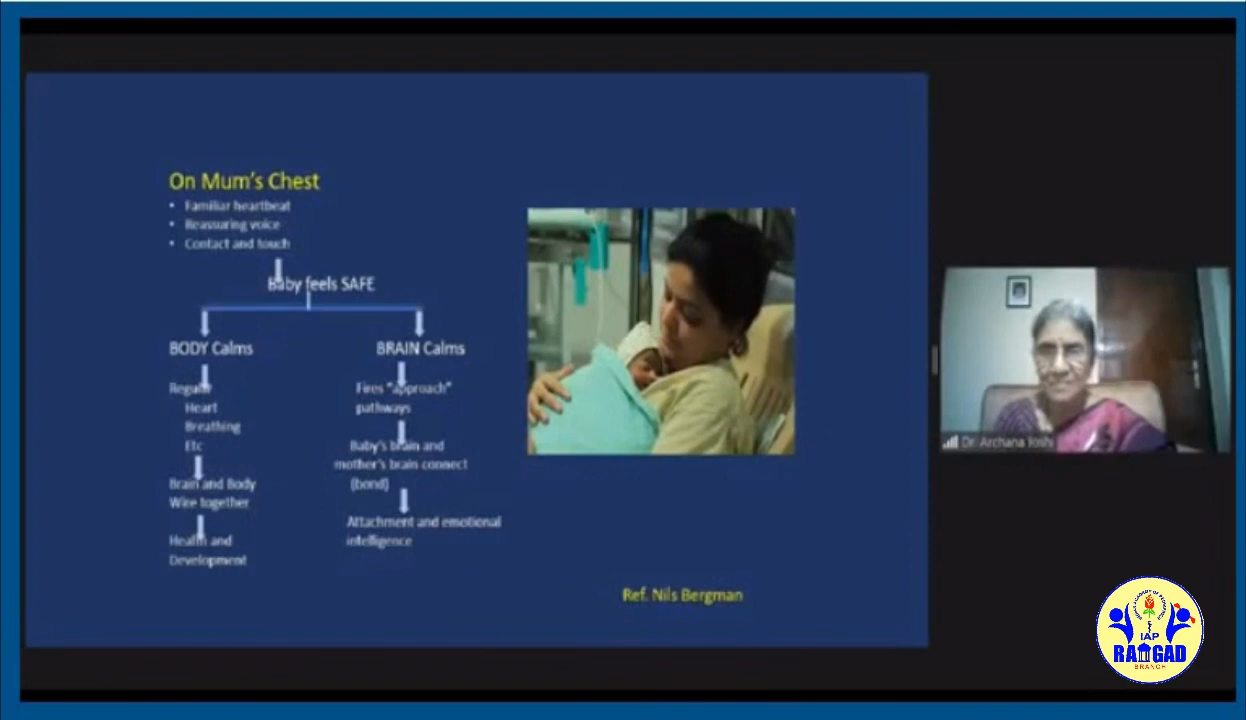 On Mum's Chest
• Familiar heartbeat
• Reassuring voice
• Contact and touch
Baby feels SAFE
BODY Calms
BRAIN Calms
Regular
Heart
Breathing
Etc
Brain and Body
Wire together
Health and
Development
Fires "approach"
pathways
Baby's brain and
mother's brain connect
(bond)
Attachment and emotional
intelligence
Ref. Nils Bergman
Dr. Archana Joshi
IAP
RAIGAD
BRANCH